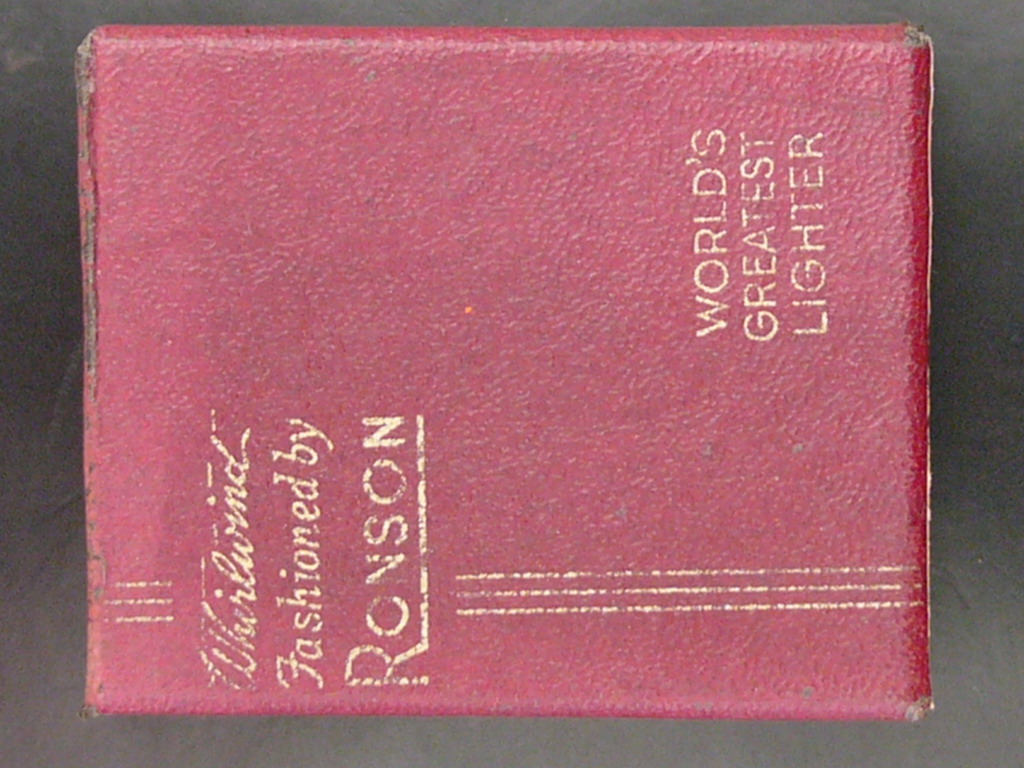 Whirlwind
Fashioned by
RONSON
WORLD'S
GREATEST
LIGHTER